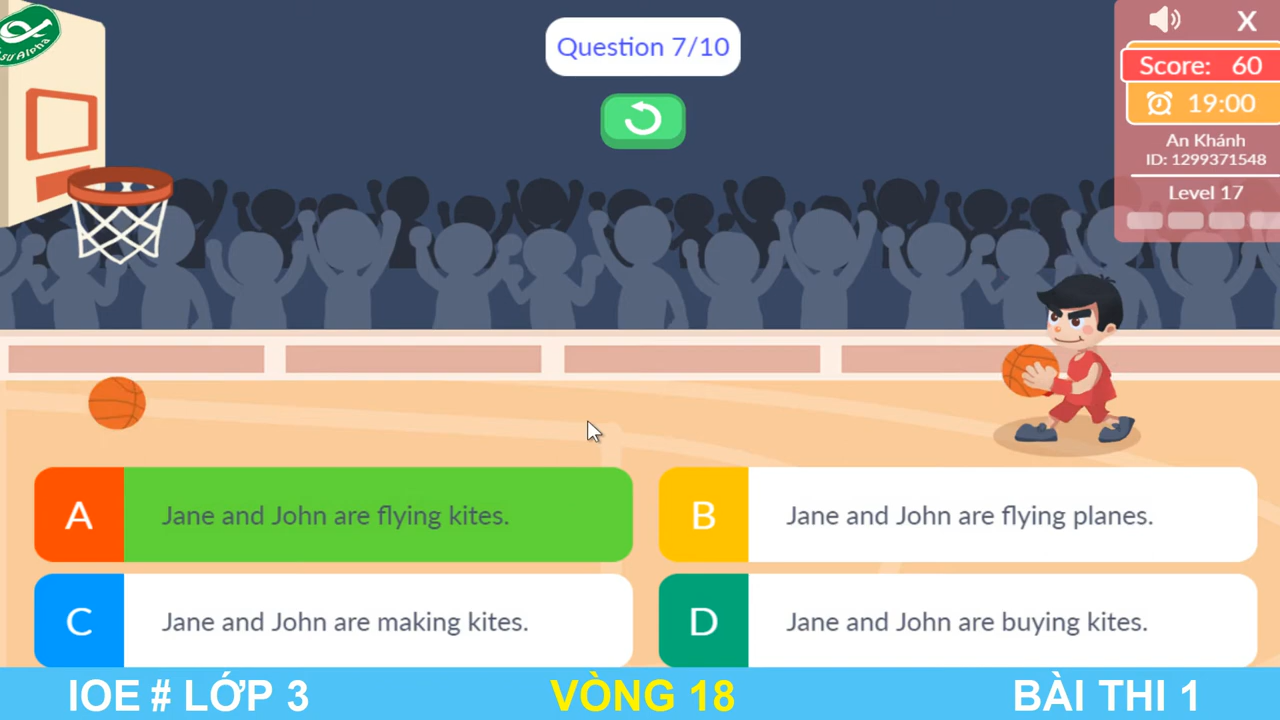 Question 7/10
X
Score: 60
19:00
An Khánh
ID: 1299371548
Level 17
A Jane and John are flying kites.
B Jane and John are flying planes.
C Jane and John are making kites.
D Jane and John are buying kites.
IOE # LỚP 3 VÒNG 18 BÀI THI 1